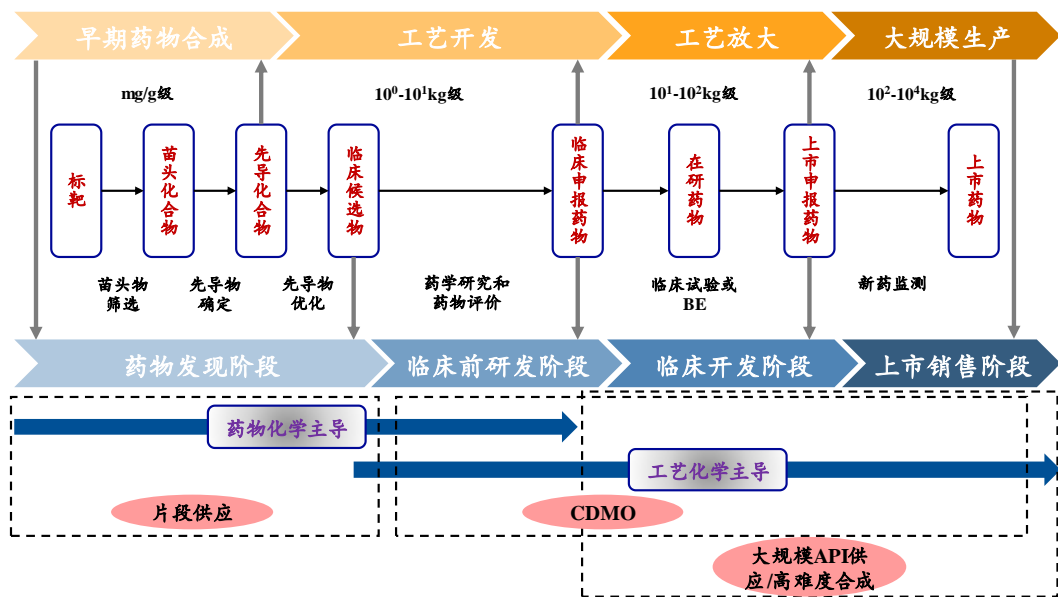 早期药物合成
工艺开发
工艺放大
大规模生产
mg/g级
10⁰-10¹kg级
10¹-10²kg级
10²-10⁴kg级
标靶
苗头化合物
先导化合物
临床候选物
临床申报药物
在研药物
上市申报药物
上市药物
苗头物
筛选
先导物
确定
先导物
优化
药学研究和
药物评价
临床试验或
BE
新药监测
药物发现阶段
临床前研发阶段
临床开发阶段
上市销售阶段
药物化学主导
工艺化学主导
片段供应
CDMO
大规模API供
应/高难度合成